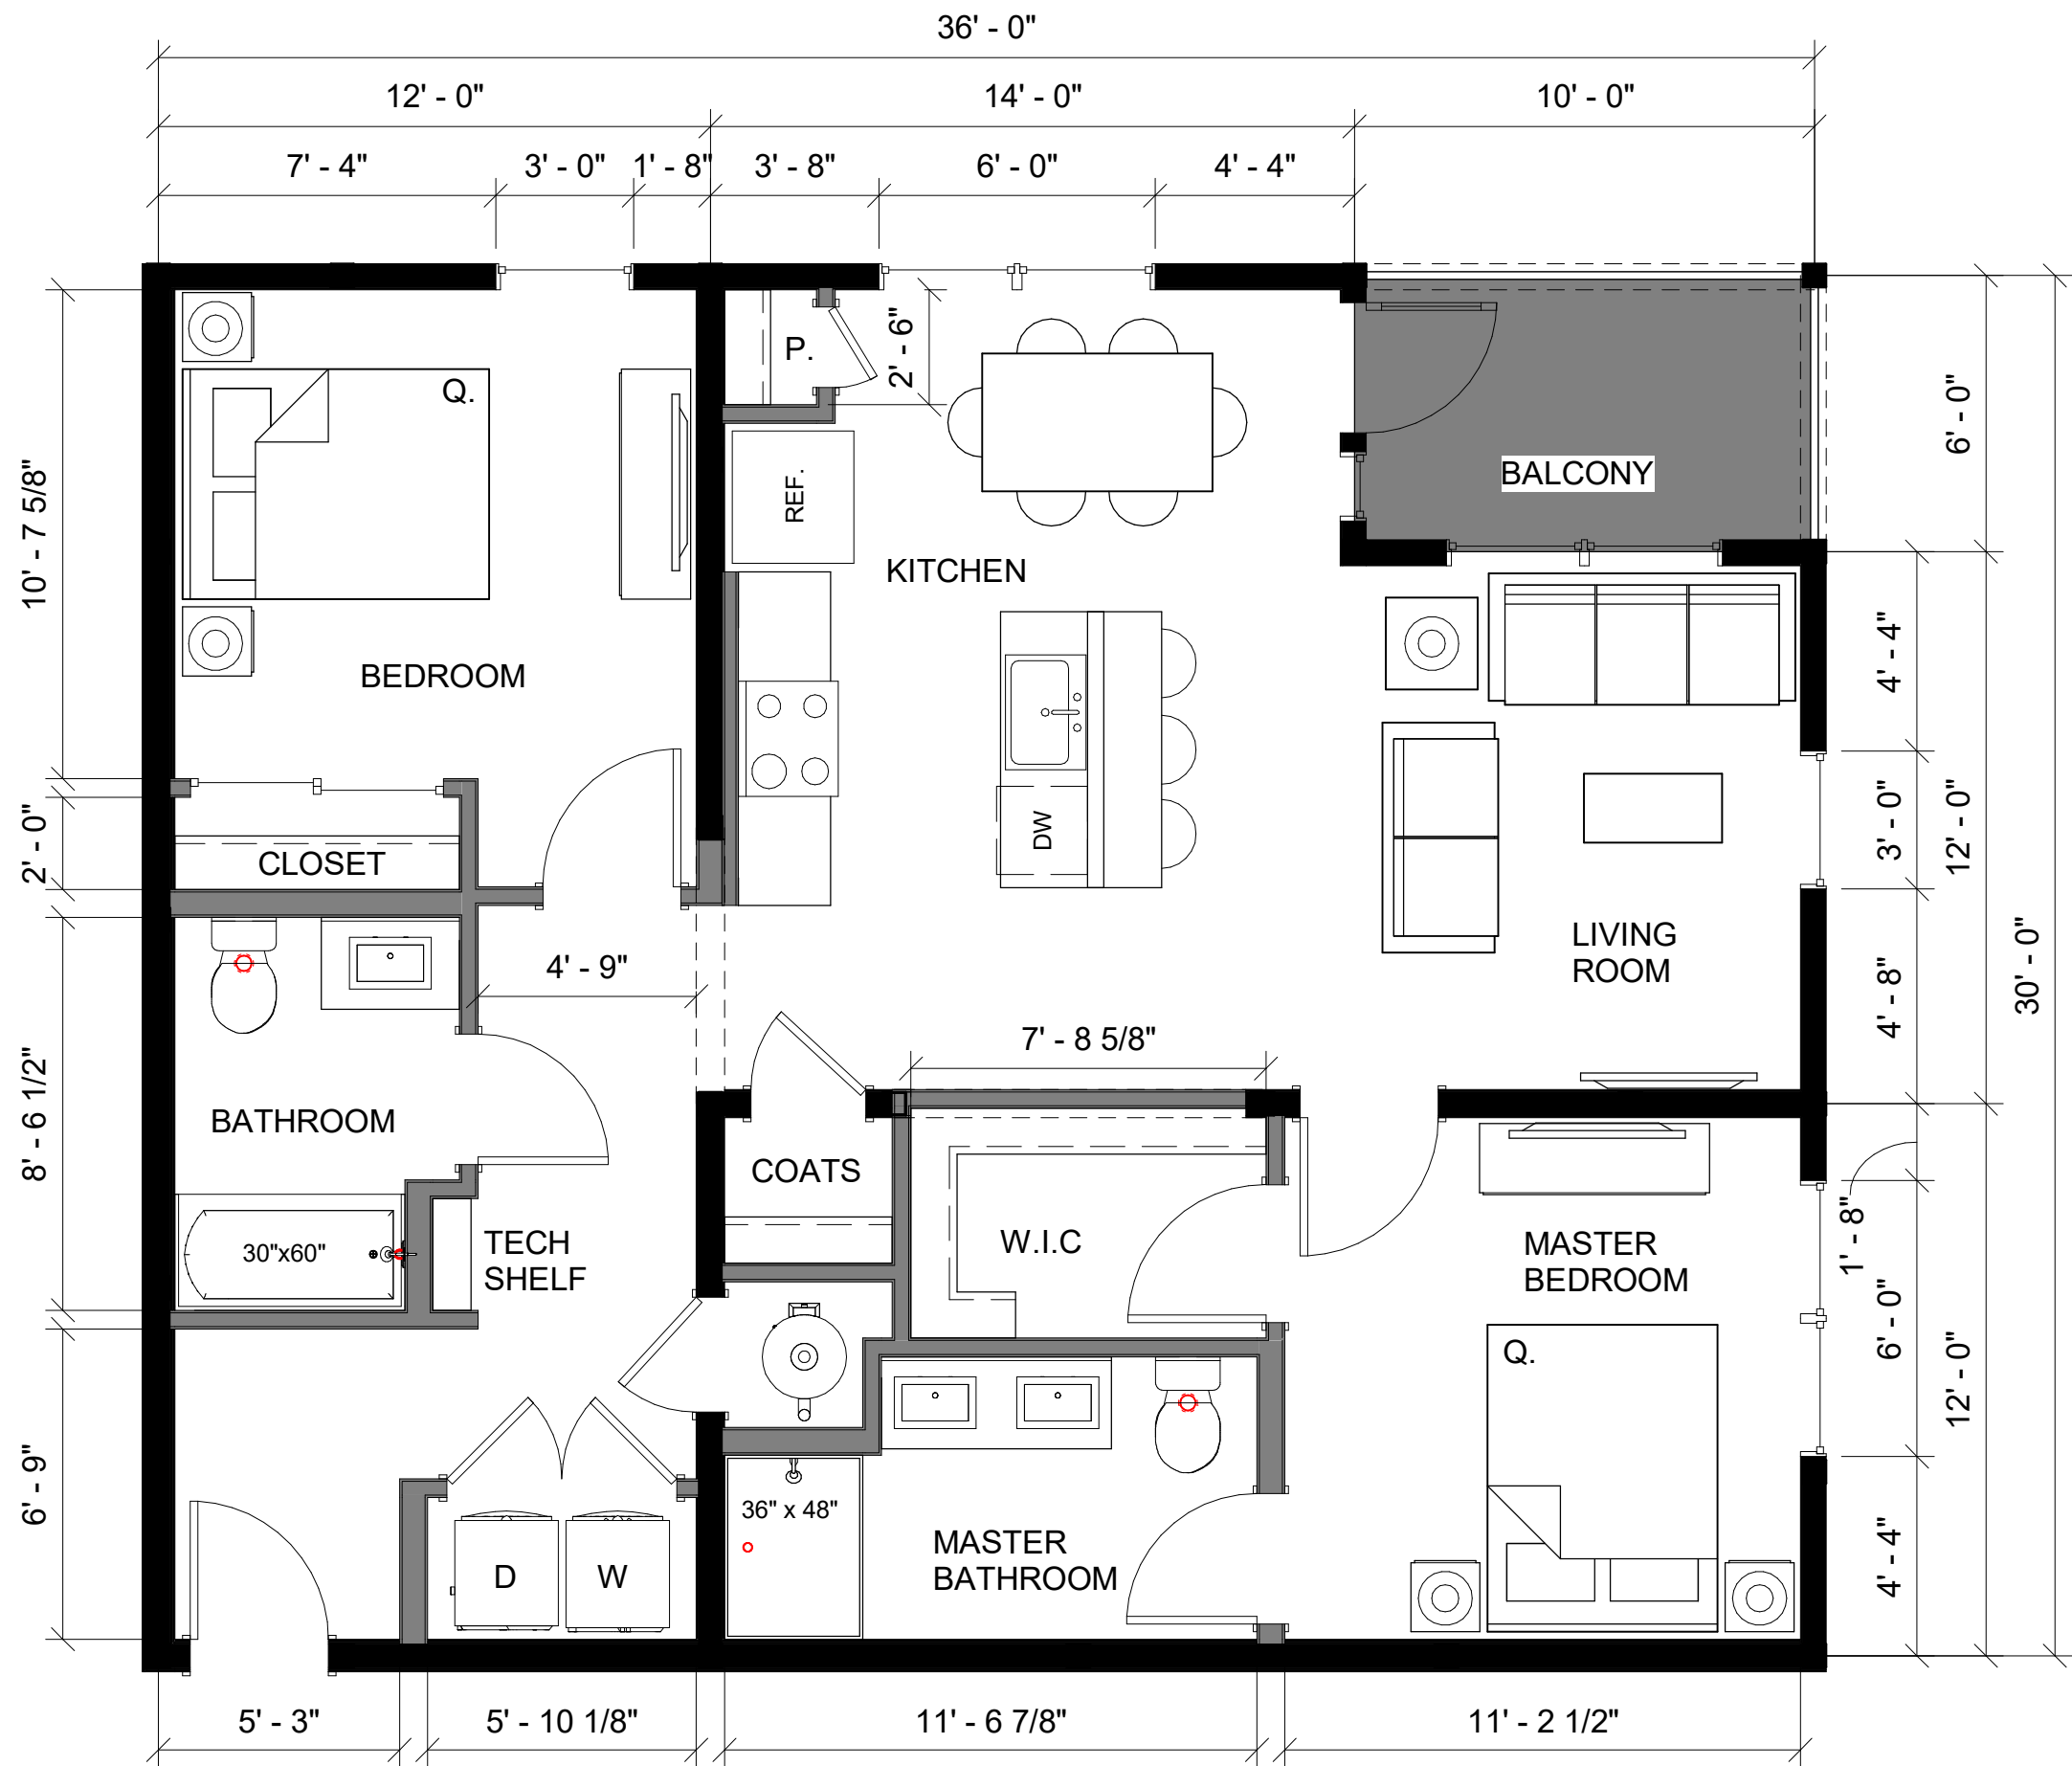 36' - 0"
12' - 0"
14' - 0"
10' - 0"
7' - 4"
3' - 0"
1' - 8"
3' - 8"
6' - 0"
4' - 4"
P.
2' - 6"
Q.
REF.
BALCONY
6' - 0"
10' - 7 5/8"
KITCHEN
BEDROOM
4' - 4"
DW
3' - 0"
12' - 0"
2' - 0"
CLOSET
LIVING
ROOM
4' - 9"
4' - 8"
30' - 0"
7' - 8 5/8"
8' - 6 1/2"
BATHROOM
COATS
W.I.C
TECH
SHELF
30"x60"
MASTER
BEDROOM
1' - 8"
6' - 0"
Q.
12' - 0"
6' - 9"
36" x 48"
D
W
MASTER
BATHROOM
4' - 4"
5' - 3"
5' - 10 1/8"
11' - 6 7/8"
11' - 2 1/2"